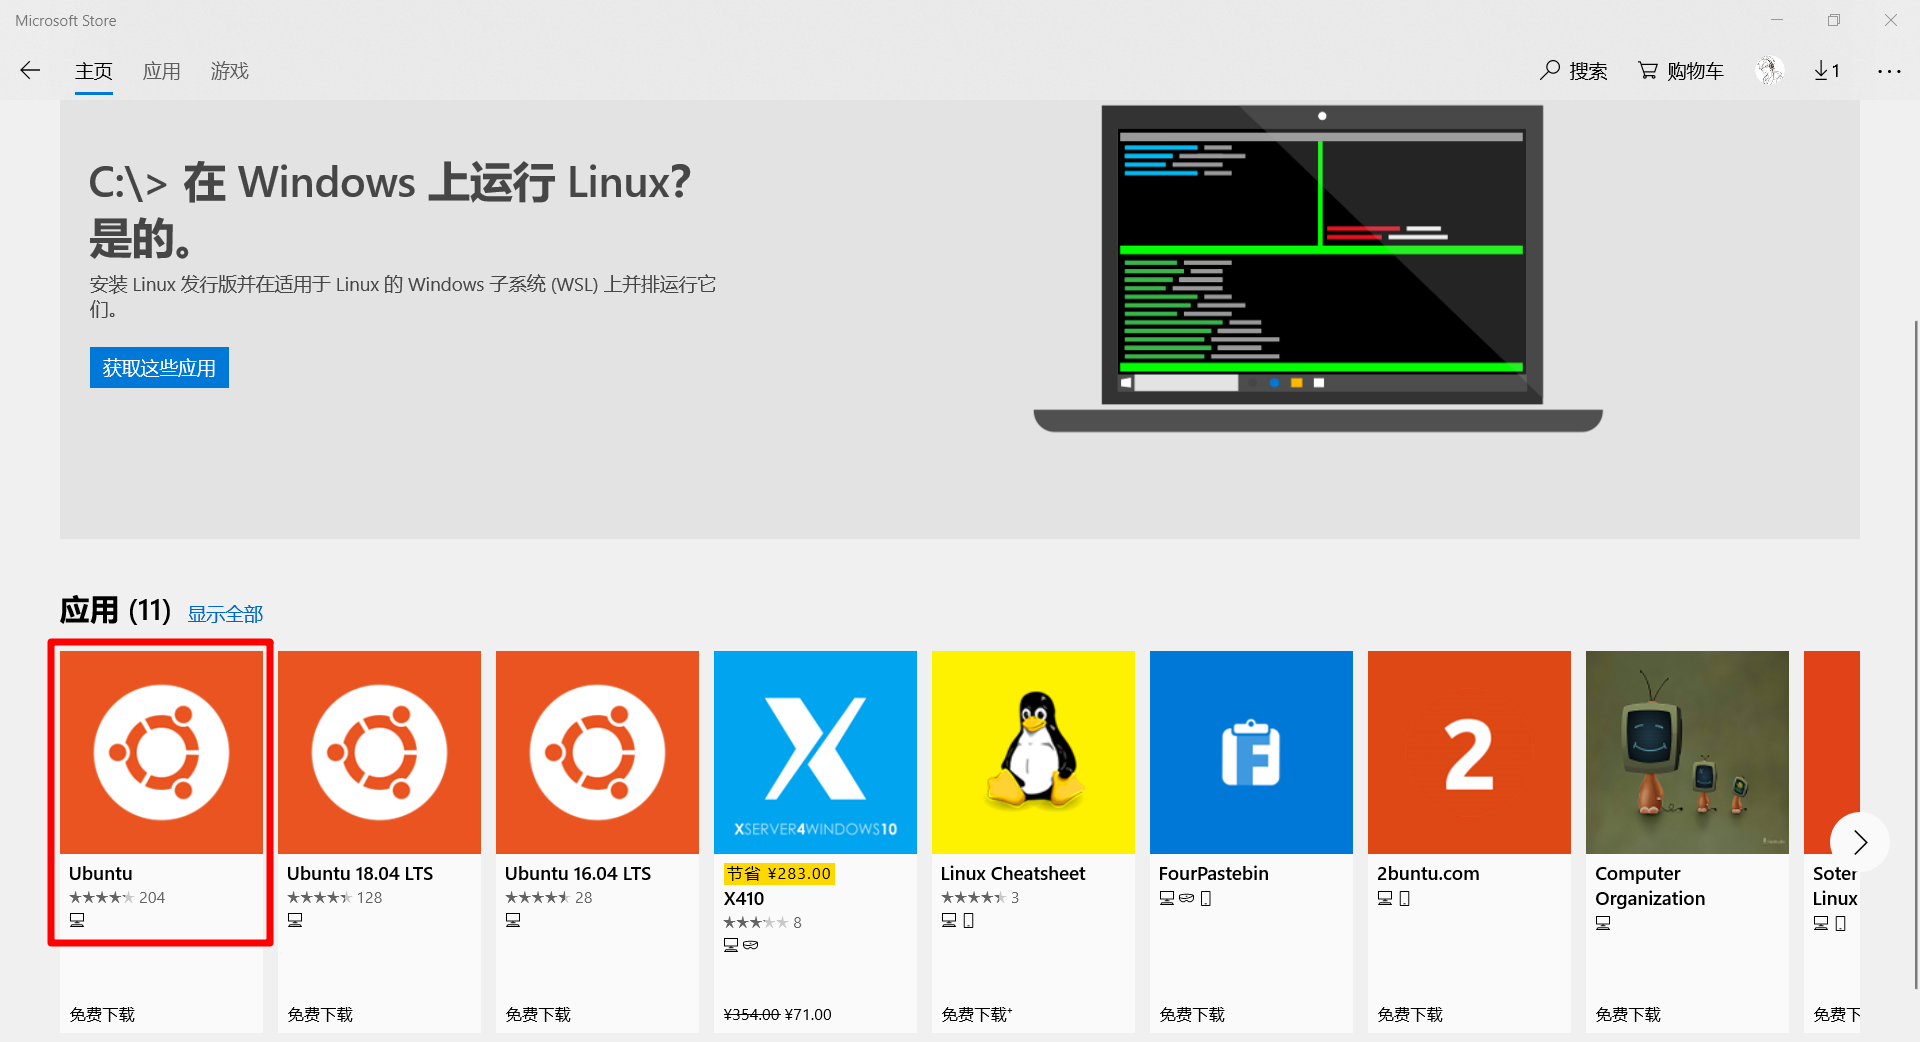 Microsoft Store
主页 应用 游戏 搜索 购物车 1
C:\> 在 Windows 上运行 Linux?
是的。
安装 Linux 发行版并在适用于 Linux 的 Windows 子系统 (WSL) 上并排运行它
们。
获取这些应用
应用 (11) 显示全部
2
XSERVER4WINDOWS10
Ubuntu
204
免费下载
Ubuntu 18.04 LTS
128
免费下载
Ubuntu 16.04 LTS
28
免费下载
节省 ¥283.00
X410
8
¥354.00 ¥71.00
Linux Cheatsheet
3
免费下载+
FourPastebin
免费下载
2buntu.com
免费下载
Computer
Organization
免费下载
Soter
Linux
免费下